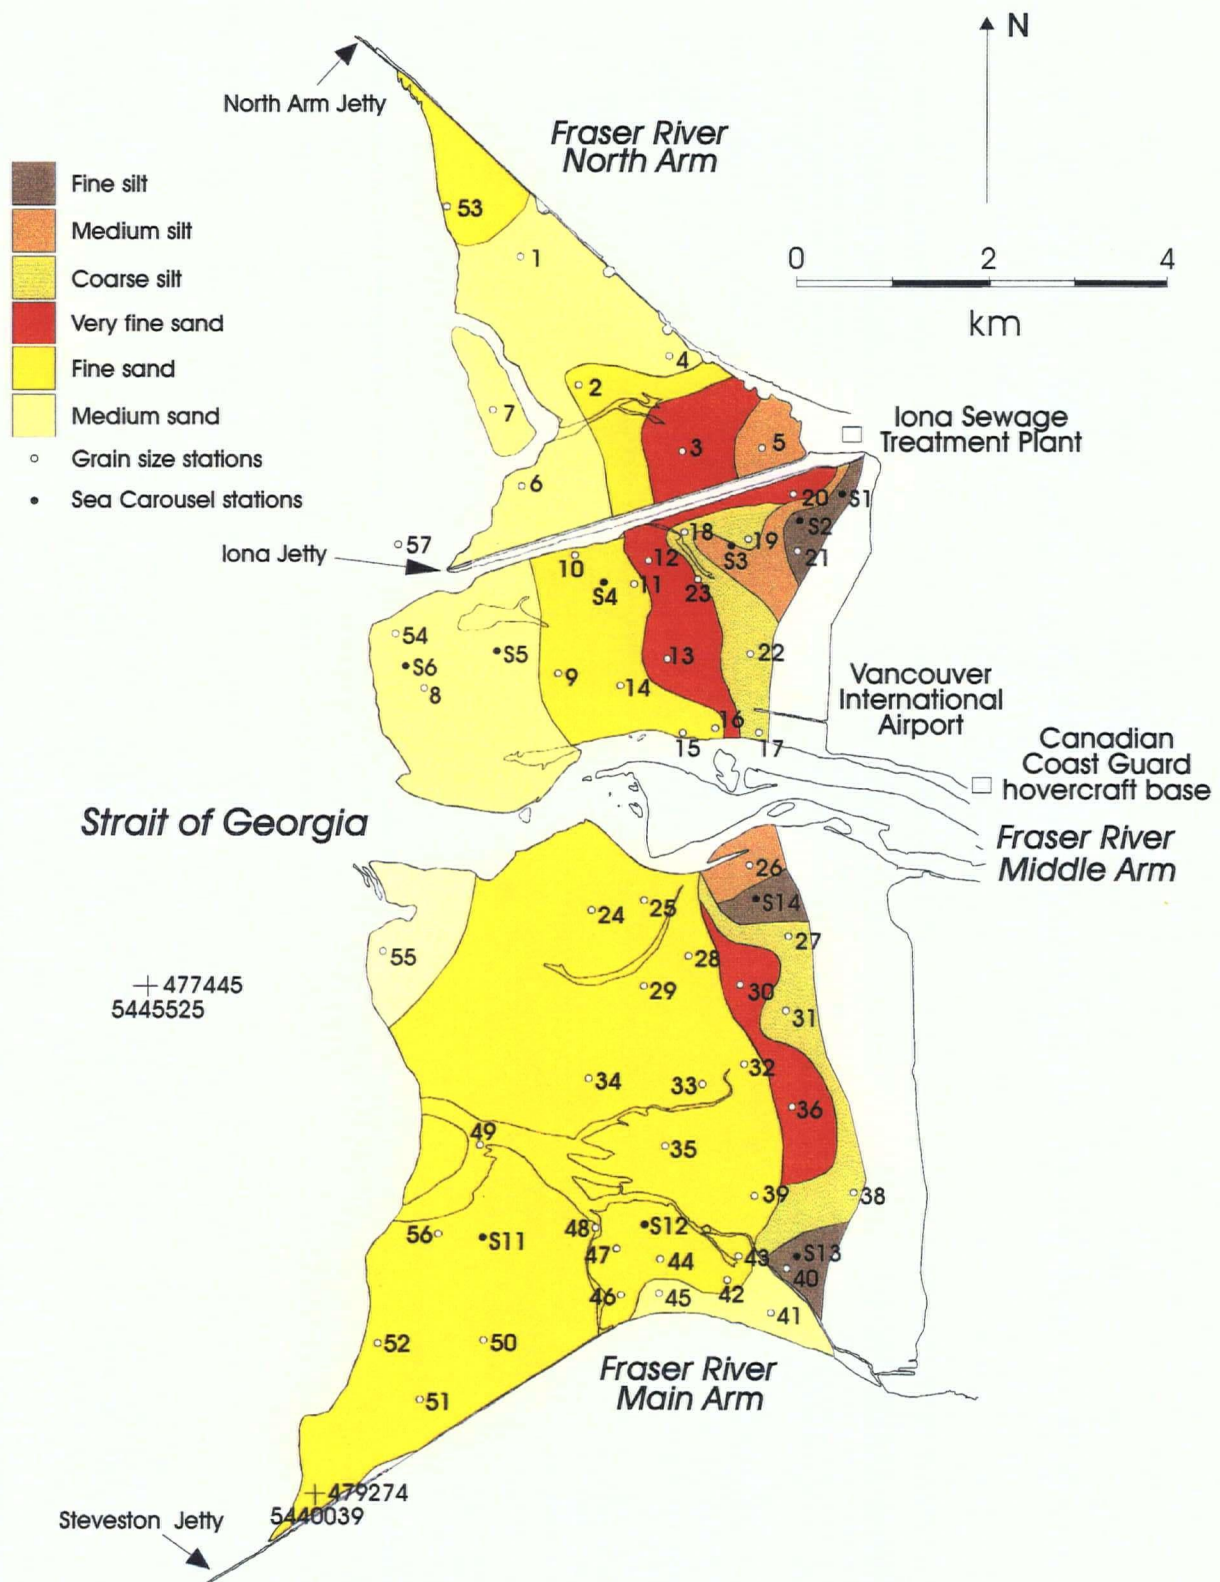 N
North Arm Jetty
Fraser River
North Arm
Fine silt
Medium silt
Coarse silt
Very fine sand
Fine sand
Medium sand
Grain size stations
Sea Carousel stations
0 2 4
km
53
1
4
2
7
3
5
6
Iona Sewage
Treatment Plant
20
S1
S2
18
19
S3
21
57
Iona Jetty
10
12
11
S4
23
54
S5
S6
8
9
13
14
22
16
15
17
Vancouver
International
Airport
Canadian
Coast Guard
hovercraft base
Strait of Georgia
Fraser River
Middle Arm
26
S14
24
25
27
55
28
477445
5445525
29
30
31
32
34
33
36
49
35
39
38
56
S11
48
S12
47
44
43
S13
40
46
45
42
41
52
50
Fraser River
Main Arm
51
479274
5440039
Steveston Jetty